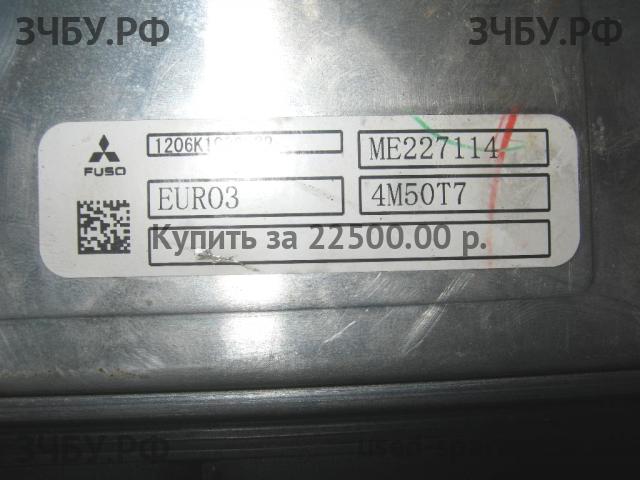 ЗЧБУ.РФ ЗЧБУ.РФ
FUSO
ME227114
EURO3
4M50T7
Купить за 22500.00 р.
ЗЧБУ.РФ